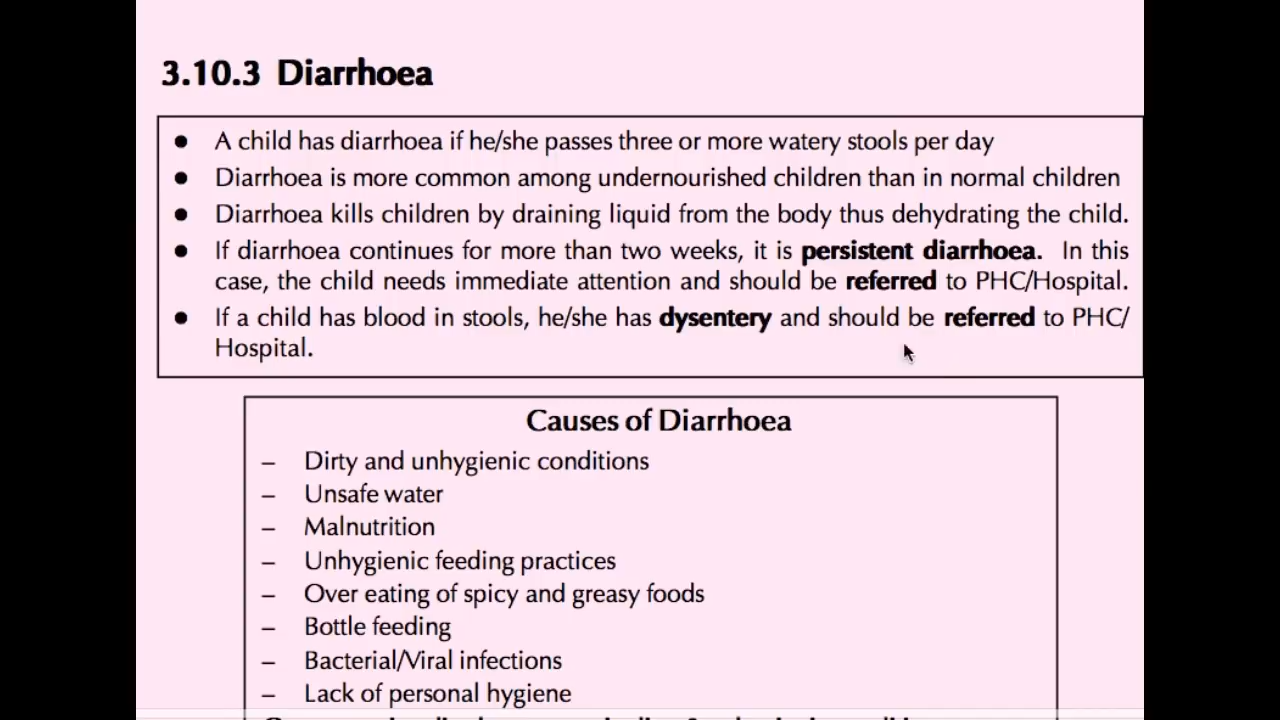 3.10.3 Diarrhoea
● A child has diarrhoea if he/she passes three or more watery stools per day
● Diarrhoea is more common among undernourished children than in normal children
● Diarrhoea kills children by draining liquid from the body thus dehydrating the child.
● If diarrhoea continues for more than two weeks, it is persistent diarrhoea. In this
case, the child needs immediate attention and should be referred to PHC/Hospital.
● If a child has blood in stools, he/she has dysentery and should be referred to PHC/
Hospital.
Causes of Diarrhoea
– Dirty and unhygienic conditions
– Unsafe water
– Malnutrition
– Unhygienic feeding practices
– Over eating of spicy and greasy foods
– Bottle feeding
– Bacterial/Viral infections
– Lack of personal hygiene